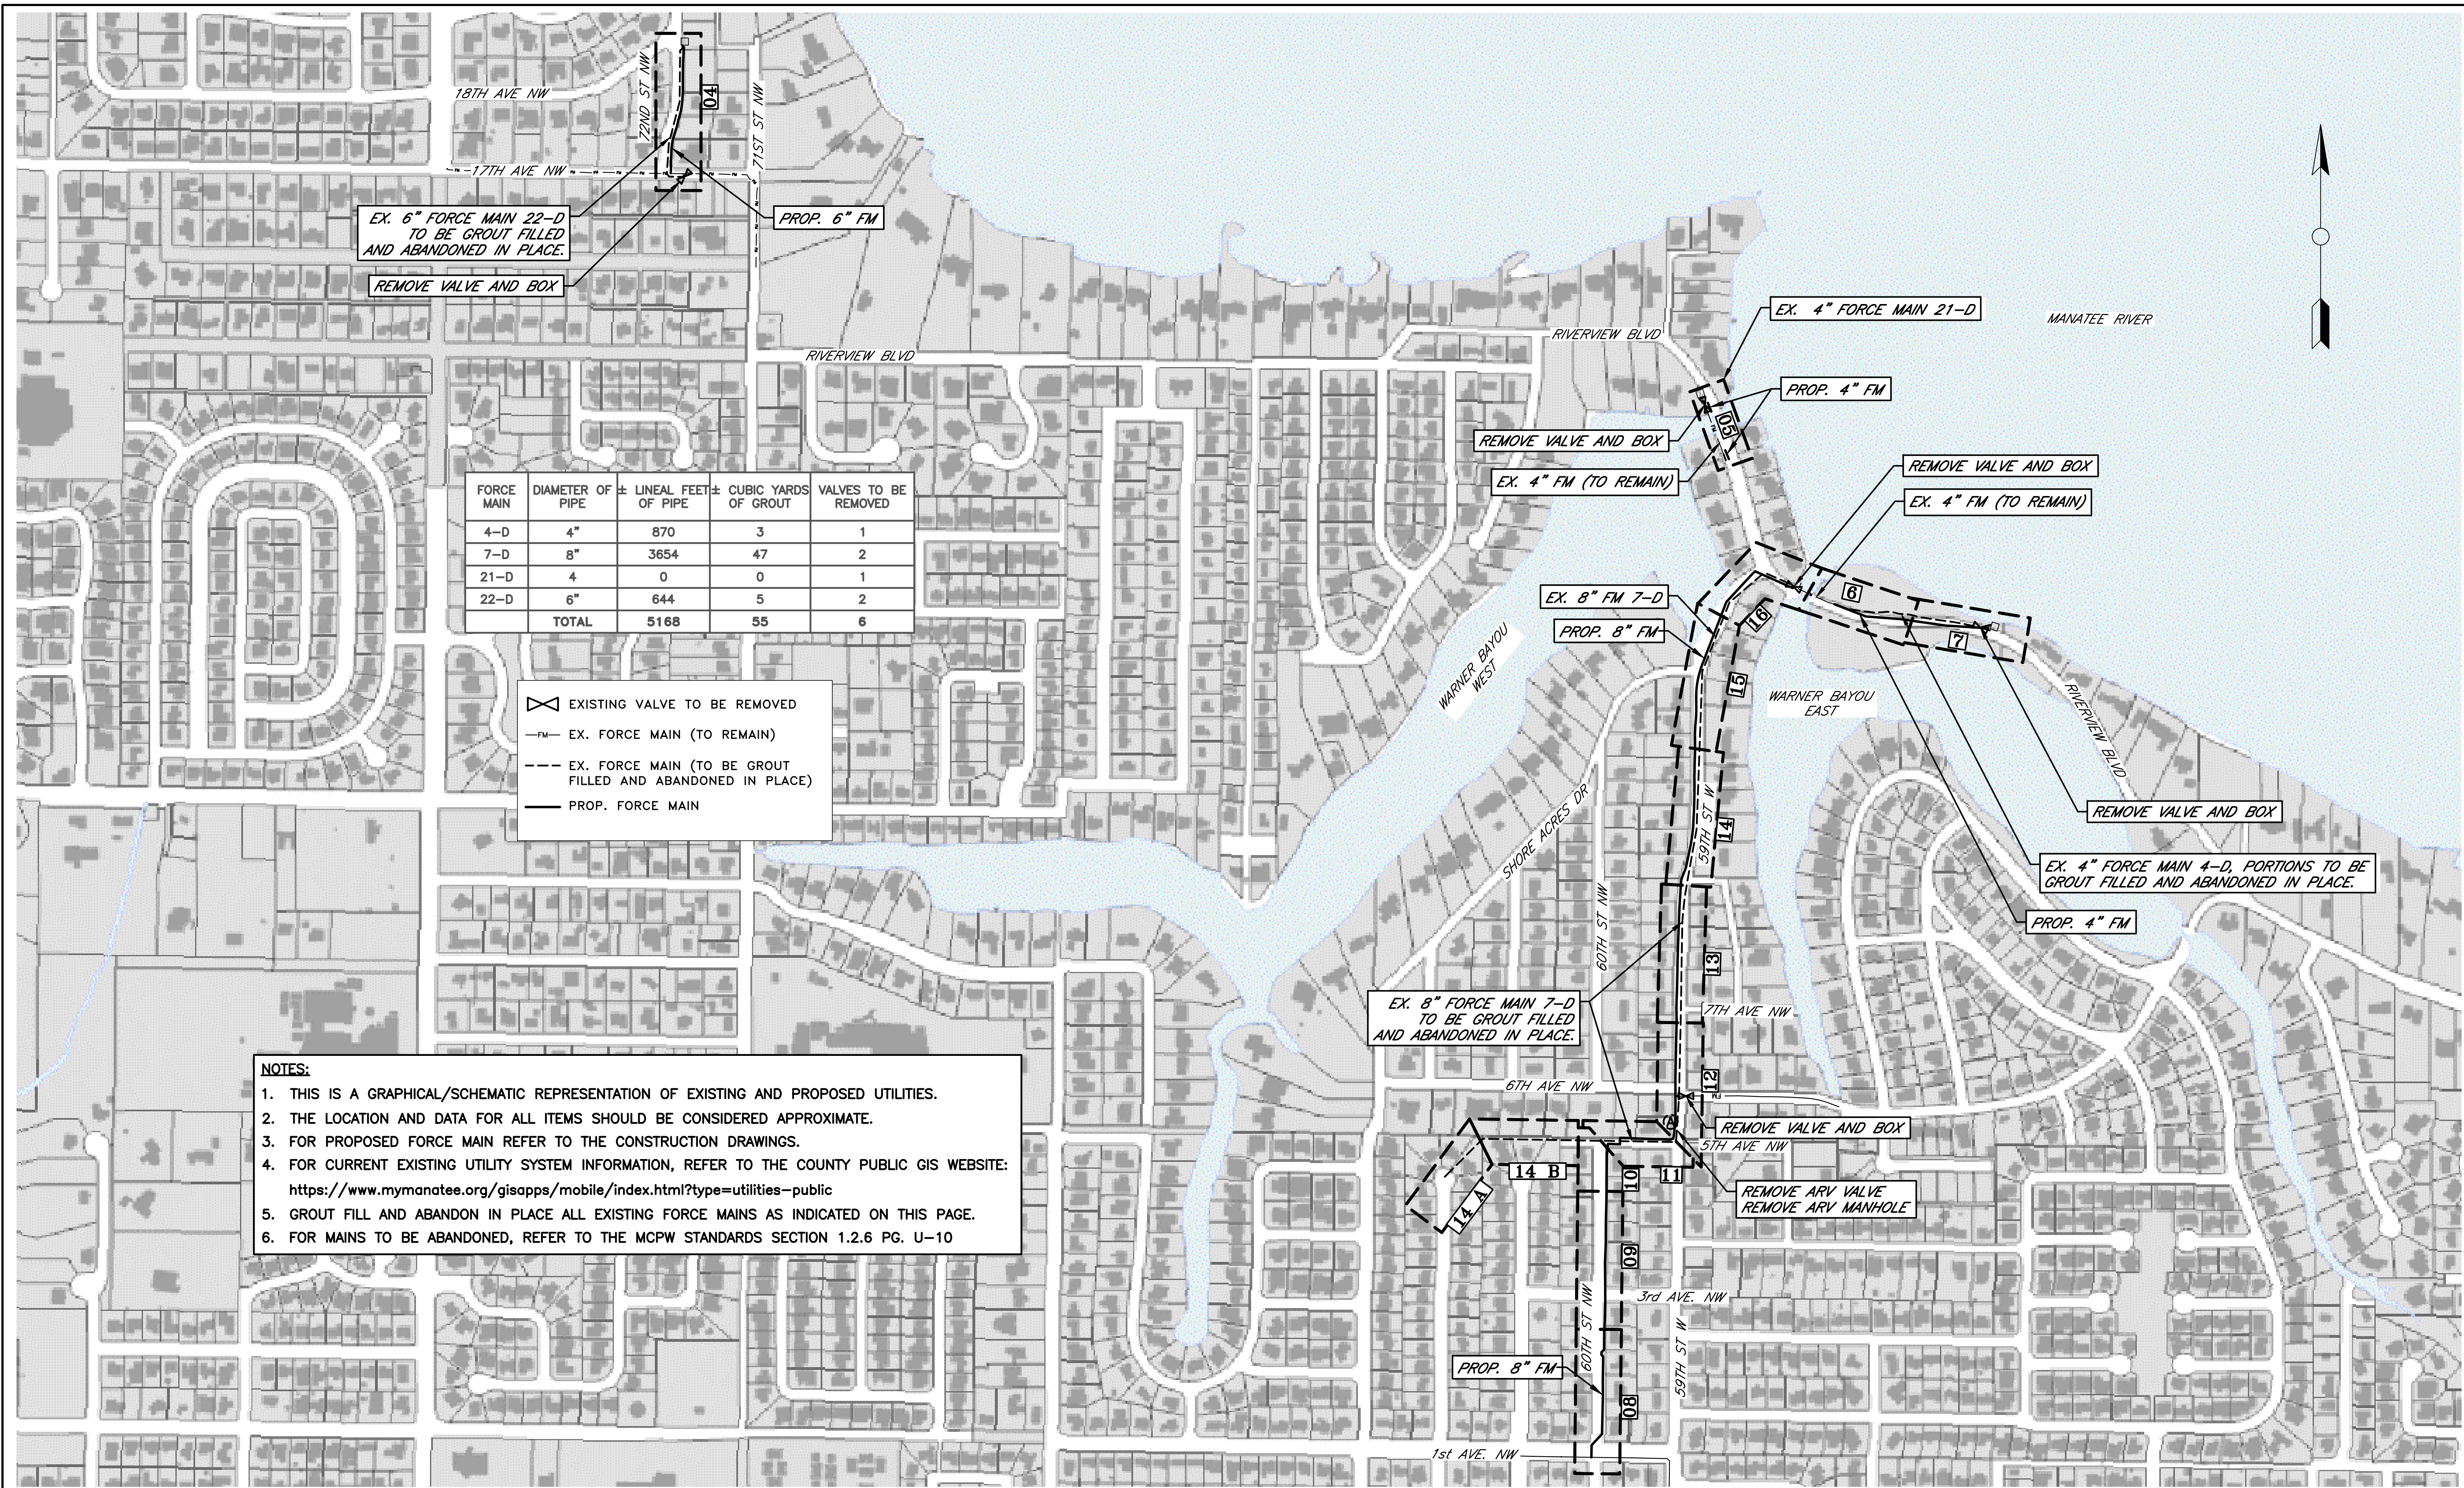 18TH AVE NW
72ND ST NW
04
71ST ST NW
17TH AVE NW
EX. 6" FORCE MAIN 22-D
TO BE GROUT FILLED
AND ABANDONED IN PLACE.
PROP. 6" FM
REMOVE VALVE AND BOX
RIVERVIEW BLVD
RIVERVIEW BLVD
EX. 4" FORCE MAIN 21-D
MANATEE RIVER
PROP. 4" FM
05
REMOVE VALVE AND BOX
EX. 4" FM (TO REMAIN)
REMOVE VALVE AND BOX
EX. 4" FM (TO REMAIN)
FORCE MAIN
DIAMETER OF PIPE
± LINEAL FEET OF PIPE
± CUBIC YARDS OF GROUT
VALVES TO BE REMOVED
4-D 4" 870 3 1
7-D 8" 3654 47 2
21-D 4 0 0 1
22-D 6" 644 5 2
TOTAL 5168 55 6
EX. 8" FM 7-D
PROP. 8" FM
16
6
7
15
WARNER BAYOU
WEST
WARNER BAYOU
EAST
RIVERVIEW BLVD
EXISTING VALVE TO BE REMOVED
FM EX. FORCE MAIN (TO REMAIN)
EX. FORCE MAIN (TO BE GROUT
FILLED AND ABANDONED IN PLACE)
PROP. FORCE MAIN
SHORE ACRES DR
59TH ST W
14
REMOVE VALVE AND BOX
EX. 4" FORCE MAIN 4-D, PORTIONS TO BE
GROUT FILLED AND ABANDONED IN PLACE.
PROP. 4" FM
60TH ST NW
13
EX. 8" FORCE MAIN 7-D
TO BE GROUT FILLED
AND ABANDONED IN PLACE.
7TH AVE NW
6TH AVE NW
12
FM
REMOVE VALVE AND BOX
A
5TH AVE NW
14 B
14 A
10
11
REMOVE ARV VALVE
REMOVE ARV MANHOLE
09
60TH ST NW
3rd AVE. NW
59TH ST W
PROP. 8" FM
08
1st AVE. NW
NOTES:
1. THIS IS A GRAPHICAL/SCHEMATIC REPRESENTATION OF EXISTING AND PROPOSED UTILITIES.
2. THE LOCATION AND DATA FOR ALL ITEMS SHOULD BE CONSIDERED APPROXIMATE.
3. FOR PROPOSED FORCE MAIN REFER TO THE CONSTRUCTION DRAWINGS.
4. FOR CURRENT EXISTING UTILITY SYSTEM INFORMATION, REFER TO THE COUNTY PUBLIC GIS WEBSITE:
https://www.mymanatee.org/gisapps/mobile/index.html?type=utilities-public
5. GROUT FILL AND ABANDON IN PLACE ALL EXISTING FORCE MAINS AS INDICATED ON THIS PAGE.
6. FOR MAINS TO BE ABANDONED, REFER TO THE MCPW STANDARDS SECTION 1.2.6 PG. U-10